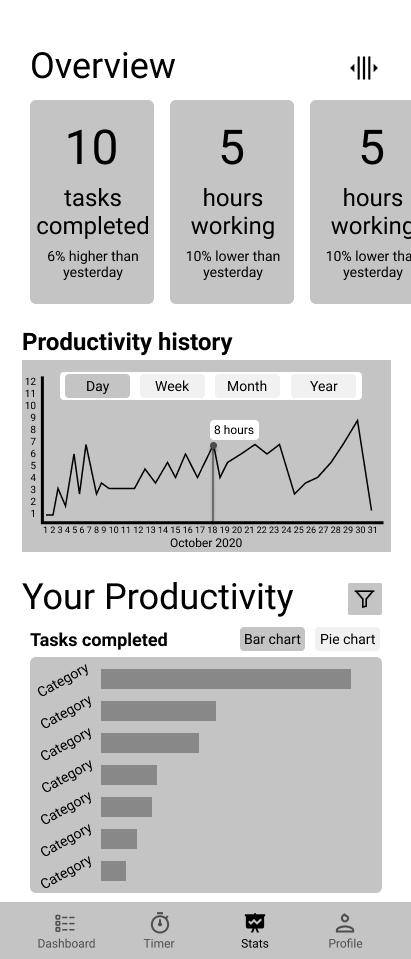 Overview
10
tasks
completed
6% higher than
yesterday
5
hours
working
10% lower than
yesterday
5
hours
working
10% lower tha
yesterday
Productivity history
Day Week Month Year
12
11
10
9
8
7
6
5
4
3
2
1
8 hours
1 2 3 4 5 6 7 8 9 10 11 12 13 14 15 16 17 18 19 20 21 22 23 24 25 26 27 28 29 30 31
October 2020
Your Productivity
Tasks completed Bar chart Pie chart
Category
Category
Category
Category
Category
Category
Category
Dashboard Timer Stats Profile